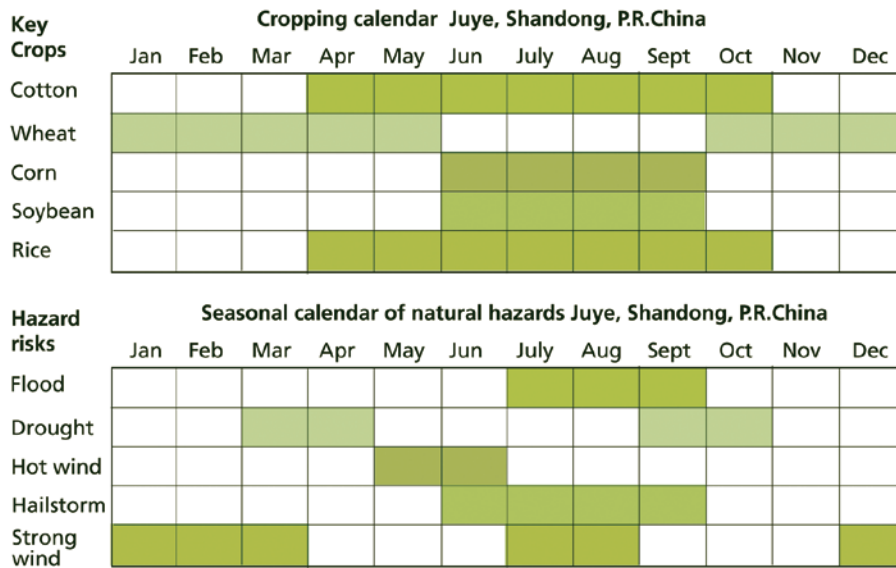 Key Crops
Cropping calendar Juye, Shandong, P.R.China
Jan Feb Mar Apr May Jun July Aug Sept Oct Nov Dec
Cotton
Wheat
Corn
Soybean
Rice
Hazard risks
Seasonal calendar of natural hazards Juye, Shandong, P.R.China
Jan Feb Mar Apr May Jun July Aug Sept Oct Nov Dec
Flood
Drought
Hot wind
Hailstorm
Strong wind